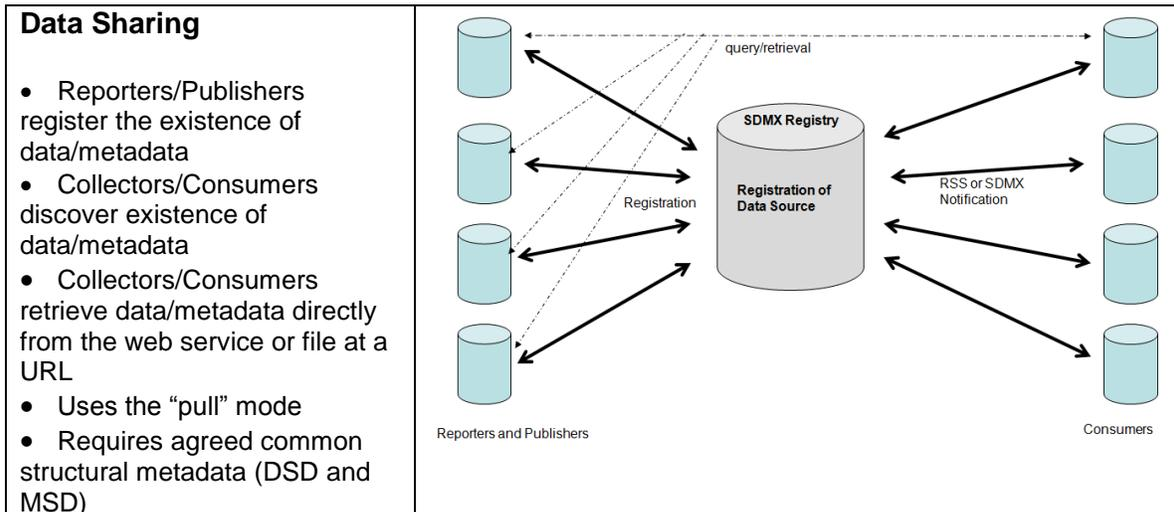 Data Sharing
• Reporters/Publishers
register the existence of
data/metadata
• Collectors/Consumers
discover existence of
data/metadata
• Collectors/Consumers
retrieve data/metadata directly
from the web service or file at a
URL
• Uses the “pull” mode
• Requires agreed common
structural metadata (DSD and
MSD)
query/retrieval
SDMX Registry
Registration of
Data Source
Registration
RSS or SDMX
Notification
Reporters and Publishers
Consumers